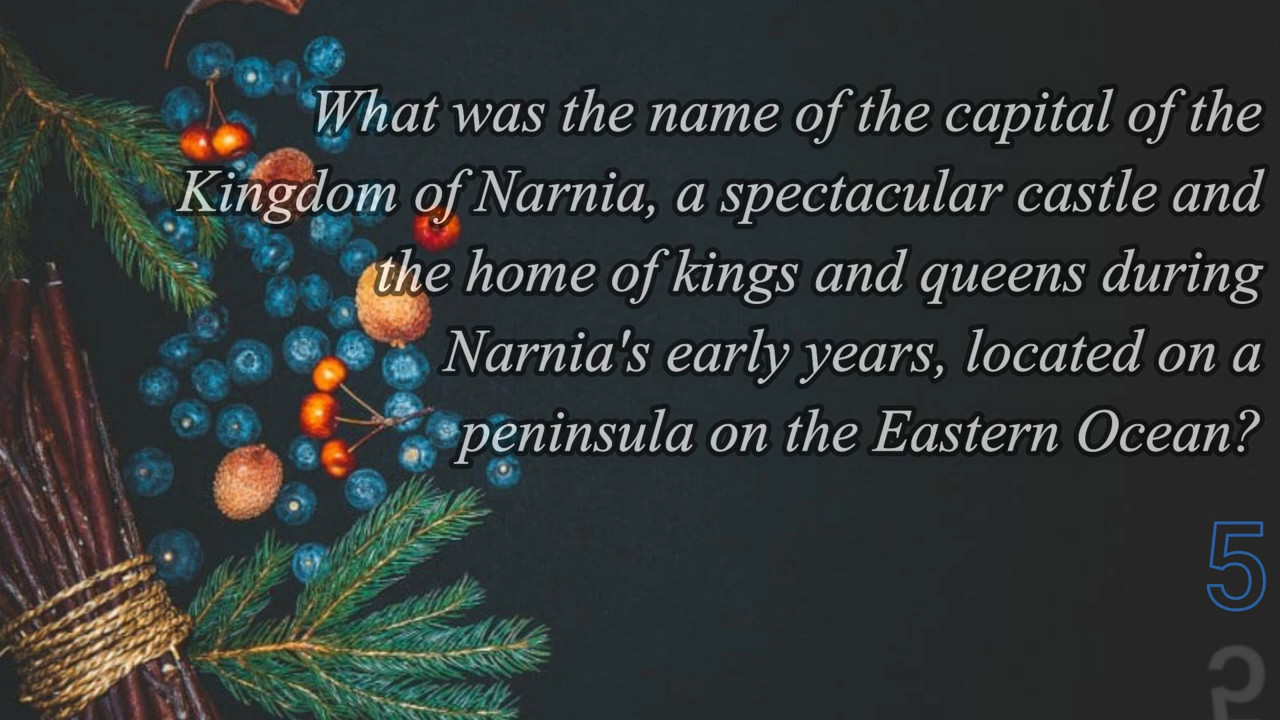 What was the name of the capital of the
Kingdom of Narnia, a spectacular castle and
the home of kings and queens during
Narnia's early years, located on a
peninsula on the Eastern Ocean?
5